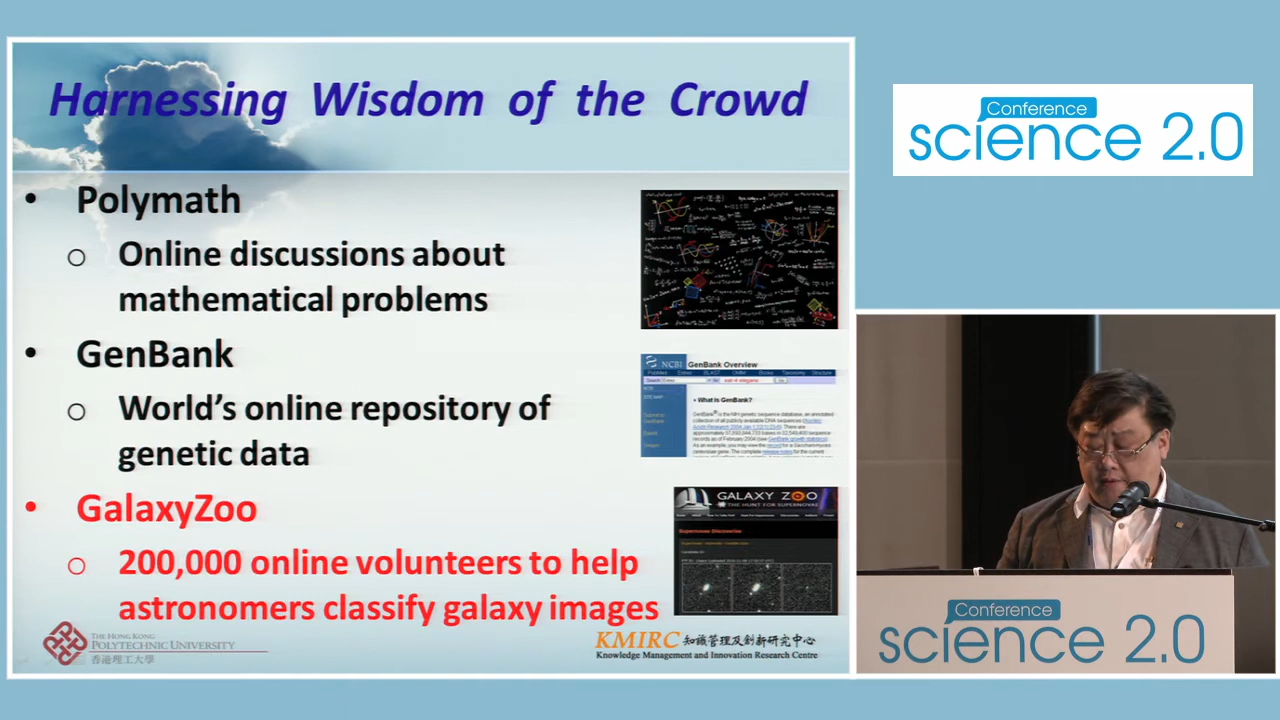 Harnessing Wisdom of the Crowd
• Polymath
o Online discussions about
mathematical problems
• GenBank
o World's online repository of
genetic data
• GalaxyZoo
o 200,000 online volunteers to help
astronomers classify galaxy images
NCBI GenBank Overview
What is GenBank?
GALAXY ZOO
THE HUNT FOR SUPERNOVAE
Supernova Discoveries
THE HONG KONG
POLYTECHNIC UNIVERSITY
香港理工大學
KMIRC 知識管理及創新研究中心
Knowledge Management and Innovation Research Centre
Conference
science 2.0
Conference
science 2.0